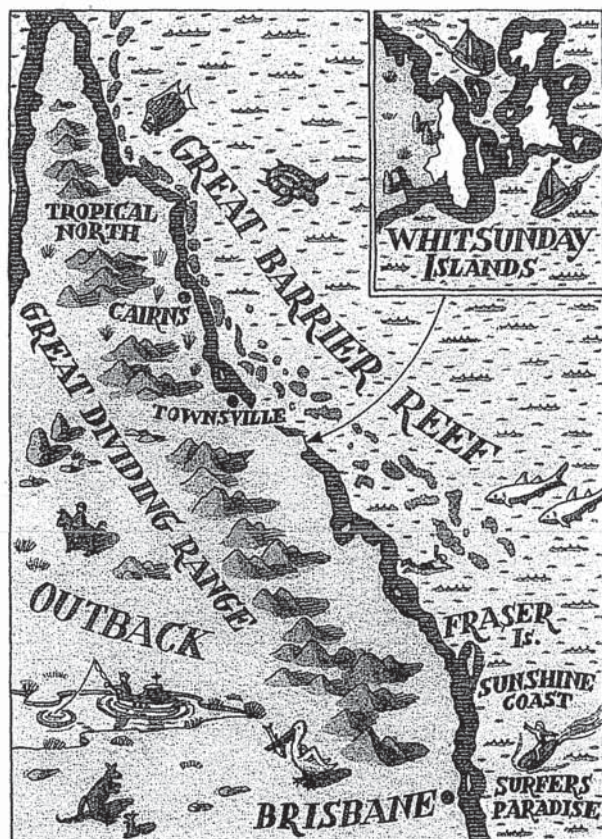 WHITSUNDAY
ISLANDS
TROPICAL
NORTH
CAIRNS
GREAT BARRIER REEF
TOWNSVILLE
GREAT DIVIDING RANGE
OUTBACK
FRASER
IS.
SUNSHINE
COAST
SURFERS
PARADISE
BRISBANE